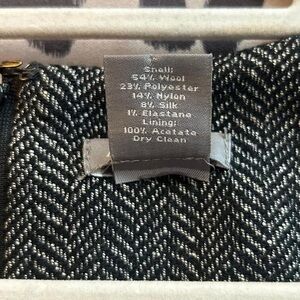 Shell:
54% Wool
23% Polyester
14% Nylon
8% Silk
1% Elastane
Lining:
100% Acetate
Dry Clean